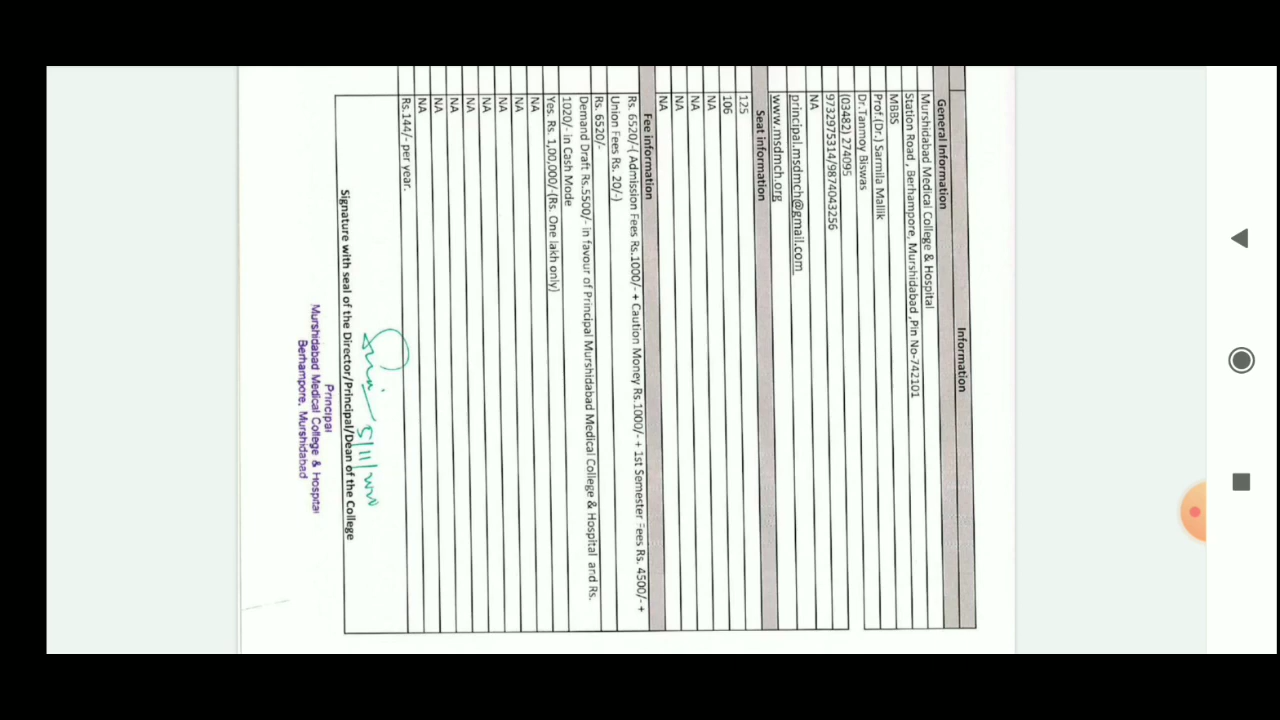 Information
General Information
Murshidabad Medical College & Hospital
Station Road , Berhampore, Murshidabad ,Pin No-742101
MBBS
Prof.(Dr.) Sarmila Mallik
Dr.Tanmoy Biswas
(03482) 274095
9732975314/9874043256
NA
principal.msdmch@gmail.com
www.msdmch.org
Seat information
125
106
NA
NA
NA
NA
Fee information
Rs. 6520/-( Admission Fees Rs.1000/- + Caution Money Rs.1000/- + 1st Semester Fees Rs. 4500/- +
Union Fees Rs. 20/-)
Rs. 6520/-
Demand Draft Rs.5500/- in favour of Principal Murshidabad Medical College & Hospital and Rs.
1020/- in Cash Mode
Yes. Rs. 1,00,000/-(Rs. One lakh only)
NA
NA
NA
NA
NA
NA
NA
NA
Rs.144/- per year.
5/11/
Signature with seal of the Director/Principal/Dean of the College
Principal
Murshidabad Medical College & Hospital
Berhampore, Murshidabad